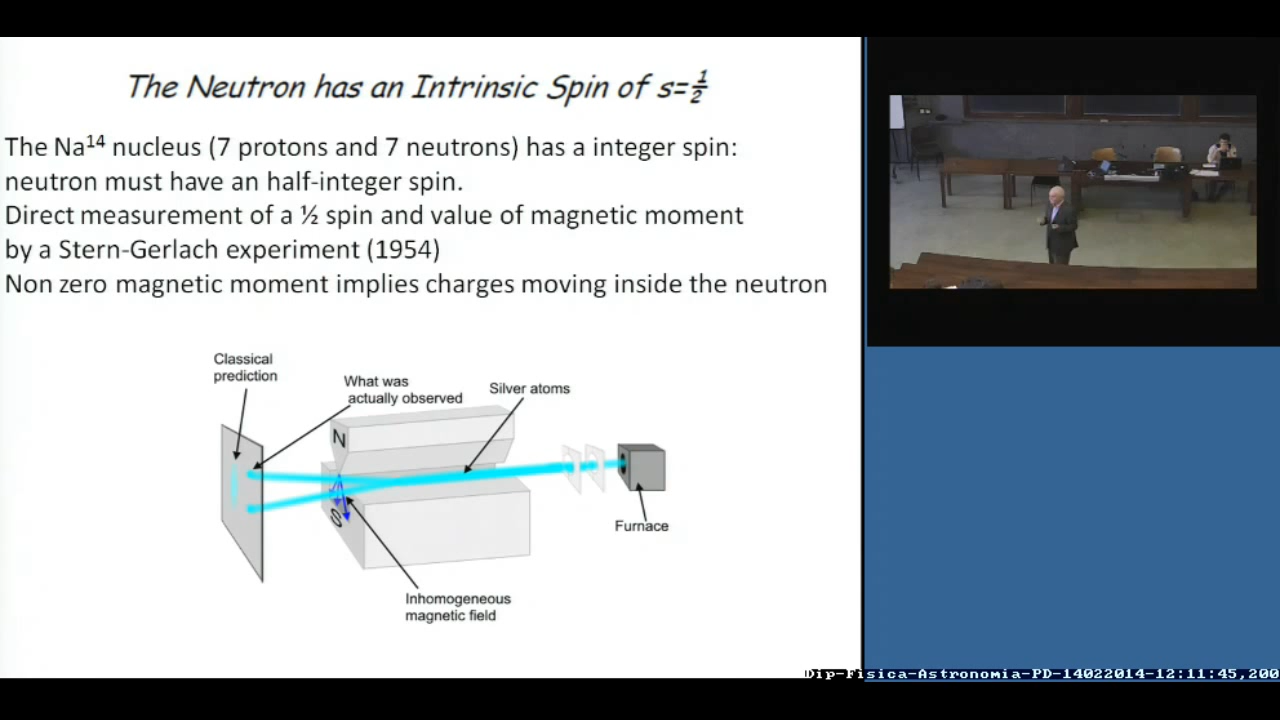 The Neutron has an Intrinsic Spin of s=½
The Na¹⁴ nucleus (7 protons and 7 neutrons) has a integer spin:
neutron must have an half-integer spin.
Direct measurement of a ½ spin and value of magnetic moment
by a Stern-Gerlach experiment (1954)
Non zero magnetic moment implies charges moving inside the neutron
Classical
prediction
What was
actually observed
Silver atoms
N
S
Furnace
Inhomogeneous
magnetic field
Dip-Fisica-Astronomia-PD-14022014-12:11:45,200